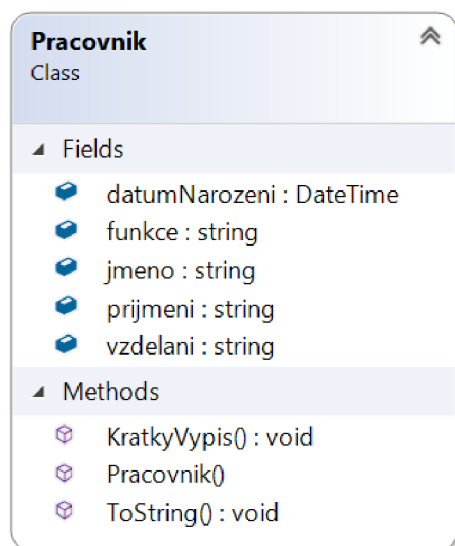 Pracovnik
Class
Fields
datumNarozeni : DateTime
funkce : string
jmeno : string
prijmeni : string
vzdelani : string
Methods
KratkyVypis() : void
Pracovnik()
ToString() : void